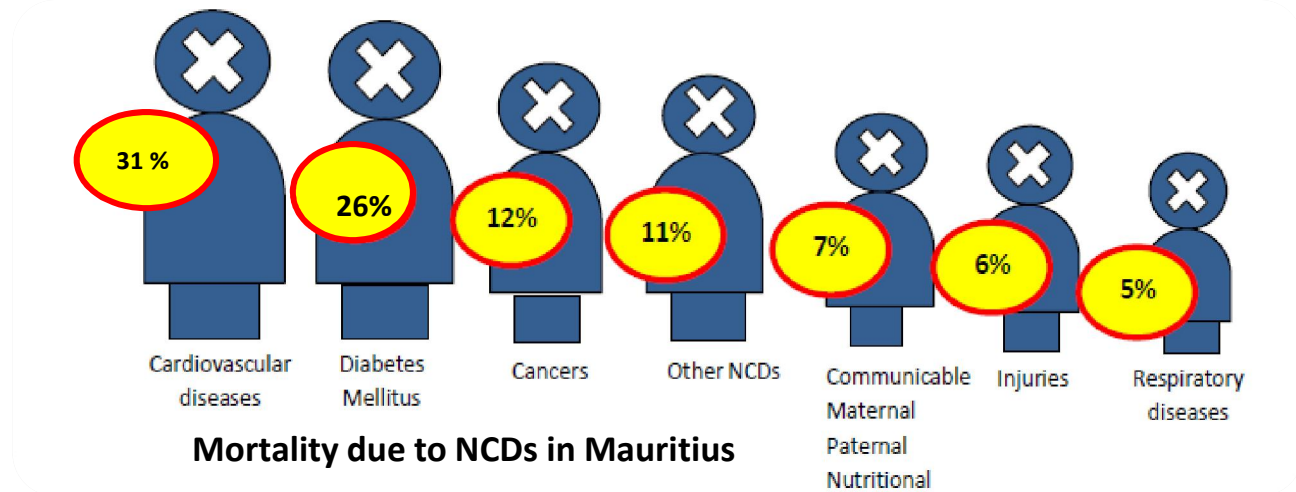 31 %
26%
12%
11%
7%
6%
5%
Cardiovascular
diseases
Diabetes
Mellitus
Cancers
Other NCDs
Communicable
Maternal
Paternal
Nutritional
Injuries
Respiratory
diseases
Mortality due to NCDs in Mauritius